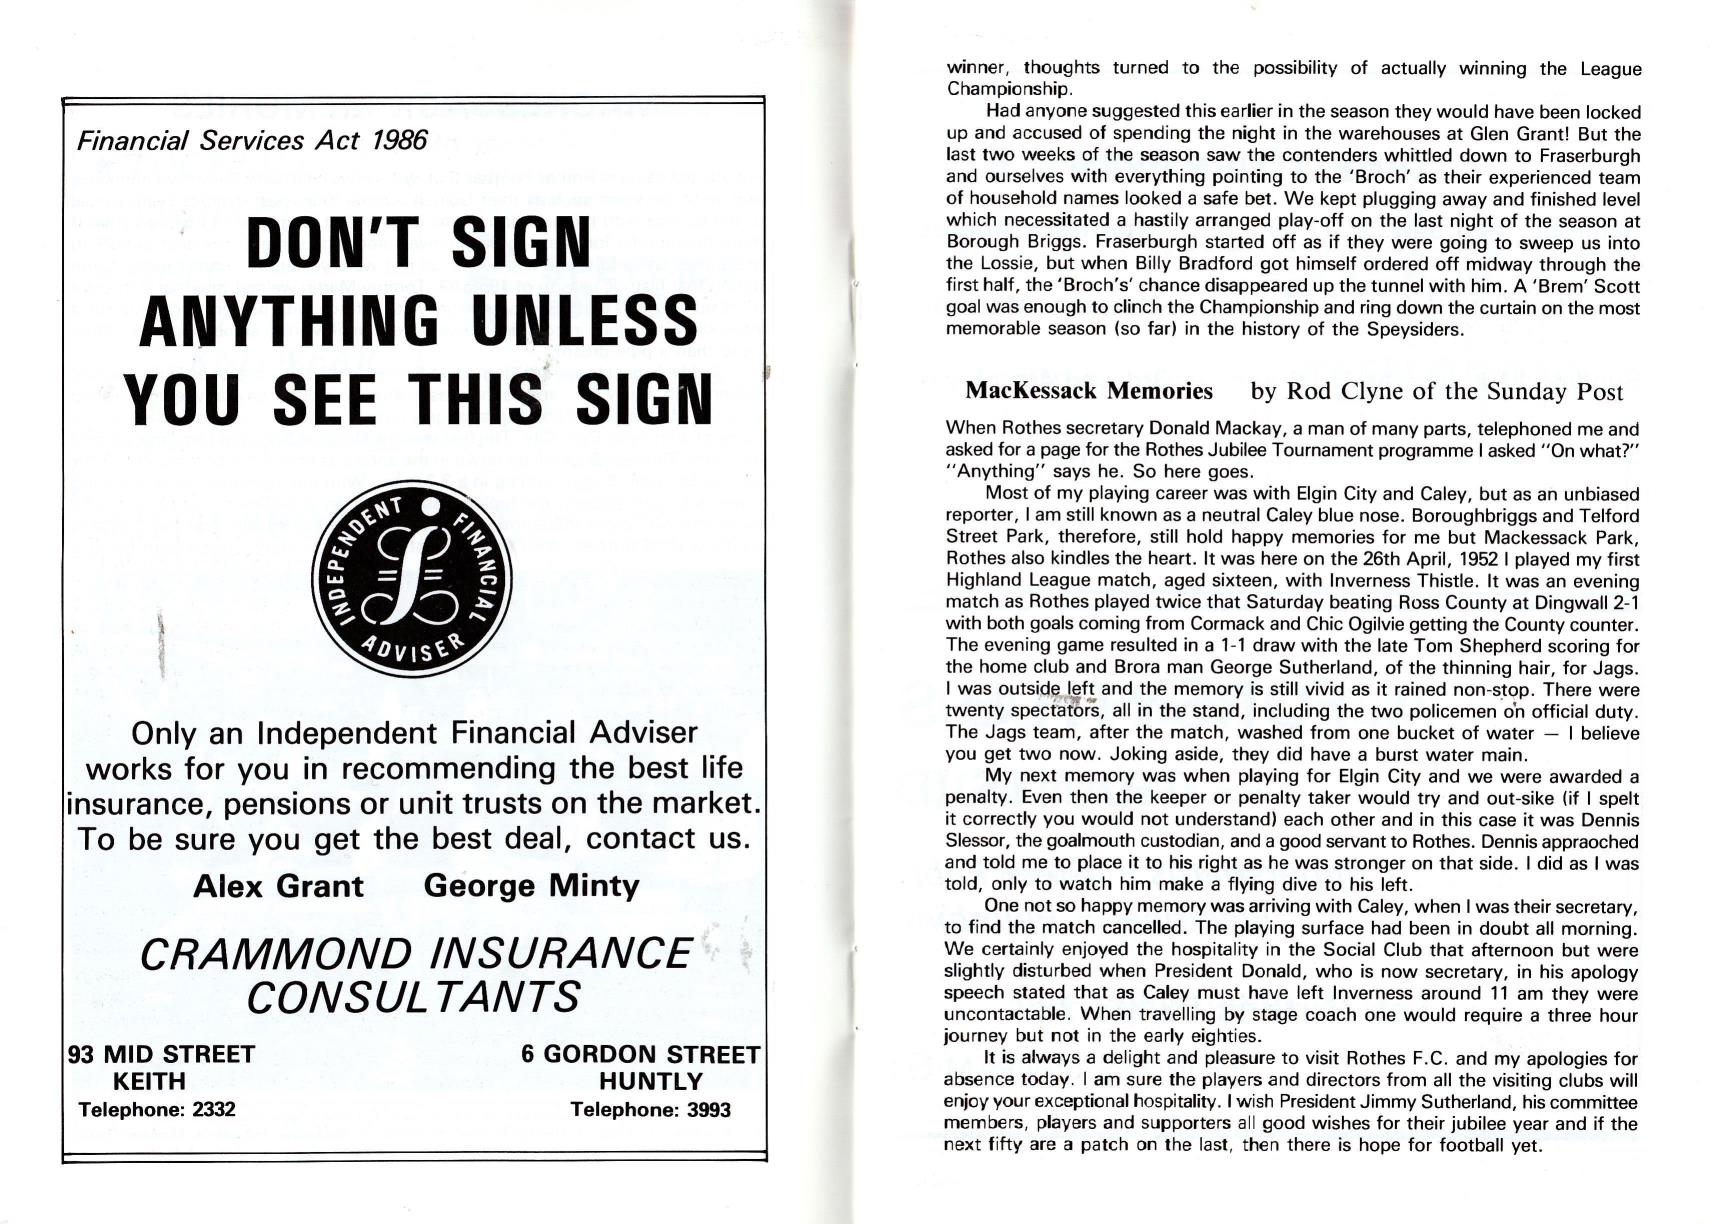 Financial Services Act 1986
DON'T SIGN
ANYTHING UNLESS
YOU SEE THIS SIGN
INDEPENDENT FINANCIAL
ADVISER
Only an Independent Financial Adviser
works for you in recommending the best life
insurance, pensions or unit trusts on the market.
To be sure you get the best deal, contact us.
Alex Grant George Minty
CRAMMOND INSURANCE
CONSULTANTS
93 MID STREET
KEITH
Telephone: 2332
6 GORDON STREET
HUNTLY
Telephone: 3993
winner, thoughts turned to the possibility of actually winning the League
Championship.
Had anyone suggested this earlier in the season they would have been locked
up and accused of spending the night in the warehouses at Glen Grant! But the
last two weeks of the season saw the contenders whittled down to Fraserburgh
and ourselves with everything pointing to the 'Broch' as their experienced team
of household names looked a safe bet. We kept plugging away and finished level
which necessitated a hastily arranged play-off on the last night of the season at
Borough Briggs. Fraserburgh started off as if they were going to sweep us into
the Lossie, but when Billy Bradford got himself ordered off midway through the
first half, the 'Broch's' chance disappeared up the tunnel with him. A 'Brem' Scott
goal was enough to clinch the Championship and ring down the curtain on the most
memorable season (so far) in the history of the Speysiders.
MacKessack Memories by Rod Clyne of the Sunday Post
When Rothes secretary Donald Mackay, a man of many parts, telephoned me and
asked for a page for the Rothes Jubilee Tournament programme I asked "On what?"
"Anything" says he. So here goes.
Most of my playing career was with Elgin City and Caley, but as an unbiased
reporter, I am still known as a neutral Caley blue nose. Boroughbriggs and Telford
Street Park, therefore, still hold happy memories for me but Mackessack Park,
Rothes also kindles the heart. It was here on the 26th April, 1952 I played my first
Highland League match, aged sixteen, with Inverness Thistle. It was an evening
match as Rothes played twice that Saturday beating Ross County at Dingwall 2-1
with both goals coming from Cormack and Chic Ogilvie getting the County counter.
The evening game resulted in a 1-1 draw with the late Tom Shepherd scoring for
the home club and Brora man George Sutherland, of the thinning hair, for Jags.
I was outside left and the memory is still vivid as it rained non-stop. There were
twenty spectators, all in the stand, including the two policemen on official duty.
The Jags team, after the match, washed from one bucket of water — I believe
you get two now. Joking aside, they did have a burst water main.
My next memory was when playing for Elgin City and we were awarded a
penalty. Even then the keeper or penalty taker would try and out-sike (if I spelt
it correctly you would not understand) each other and in this case it was Dennis
Slessor, the goalmouth custodian, and a good servant to Rothes. Dennis appraoched
and told me to place it to his right as he was stronger on that side. I did as I was
told, only to watch him make a flying dive to his left.
One not so happy memory was arriving with Caley, when I was their secretary,
to find the match cancelled. The playing surface had been in doubt all morning.
We certainly enjoyed the hospitality in the Social Club that afternoon but were
slightly disturbed when President Donald, who is now secretary, in his apology
speech stated that as Caley must have left Inverness around 11 am they were
uncontactable. When travelling by stage coach one would require a three hour
journey but not in the early eighties.
It is always a delight and pleasure to visit Rothes F.C. and my apologies for
absence today. I am sure the players and directors from all the visiting clubs will
enjoy your exceptional hospitality. I wish President Jimmy Sutherland, his committee
members, players and supporters all good wishes for their jubilee year and if the
next fifty are a patch on the last, then there is hope for football yet.